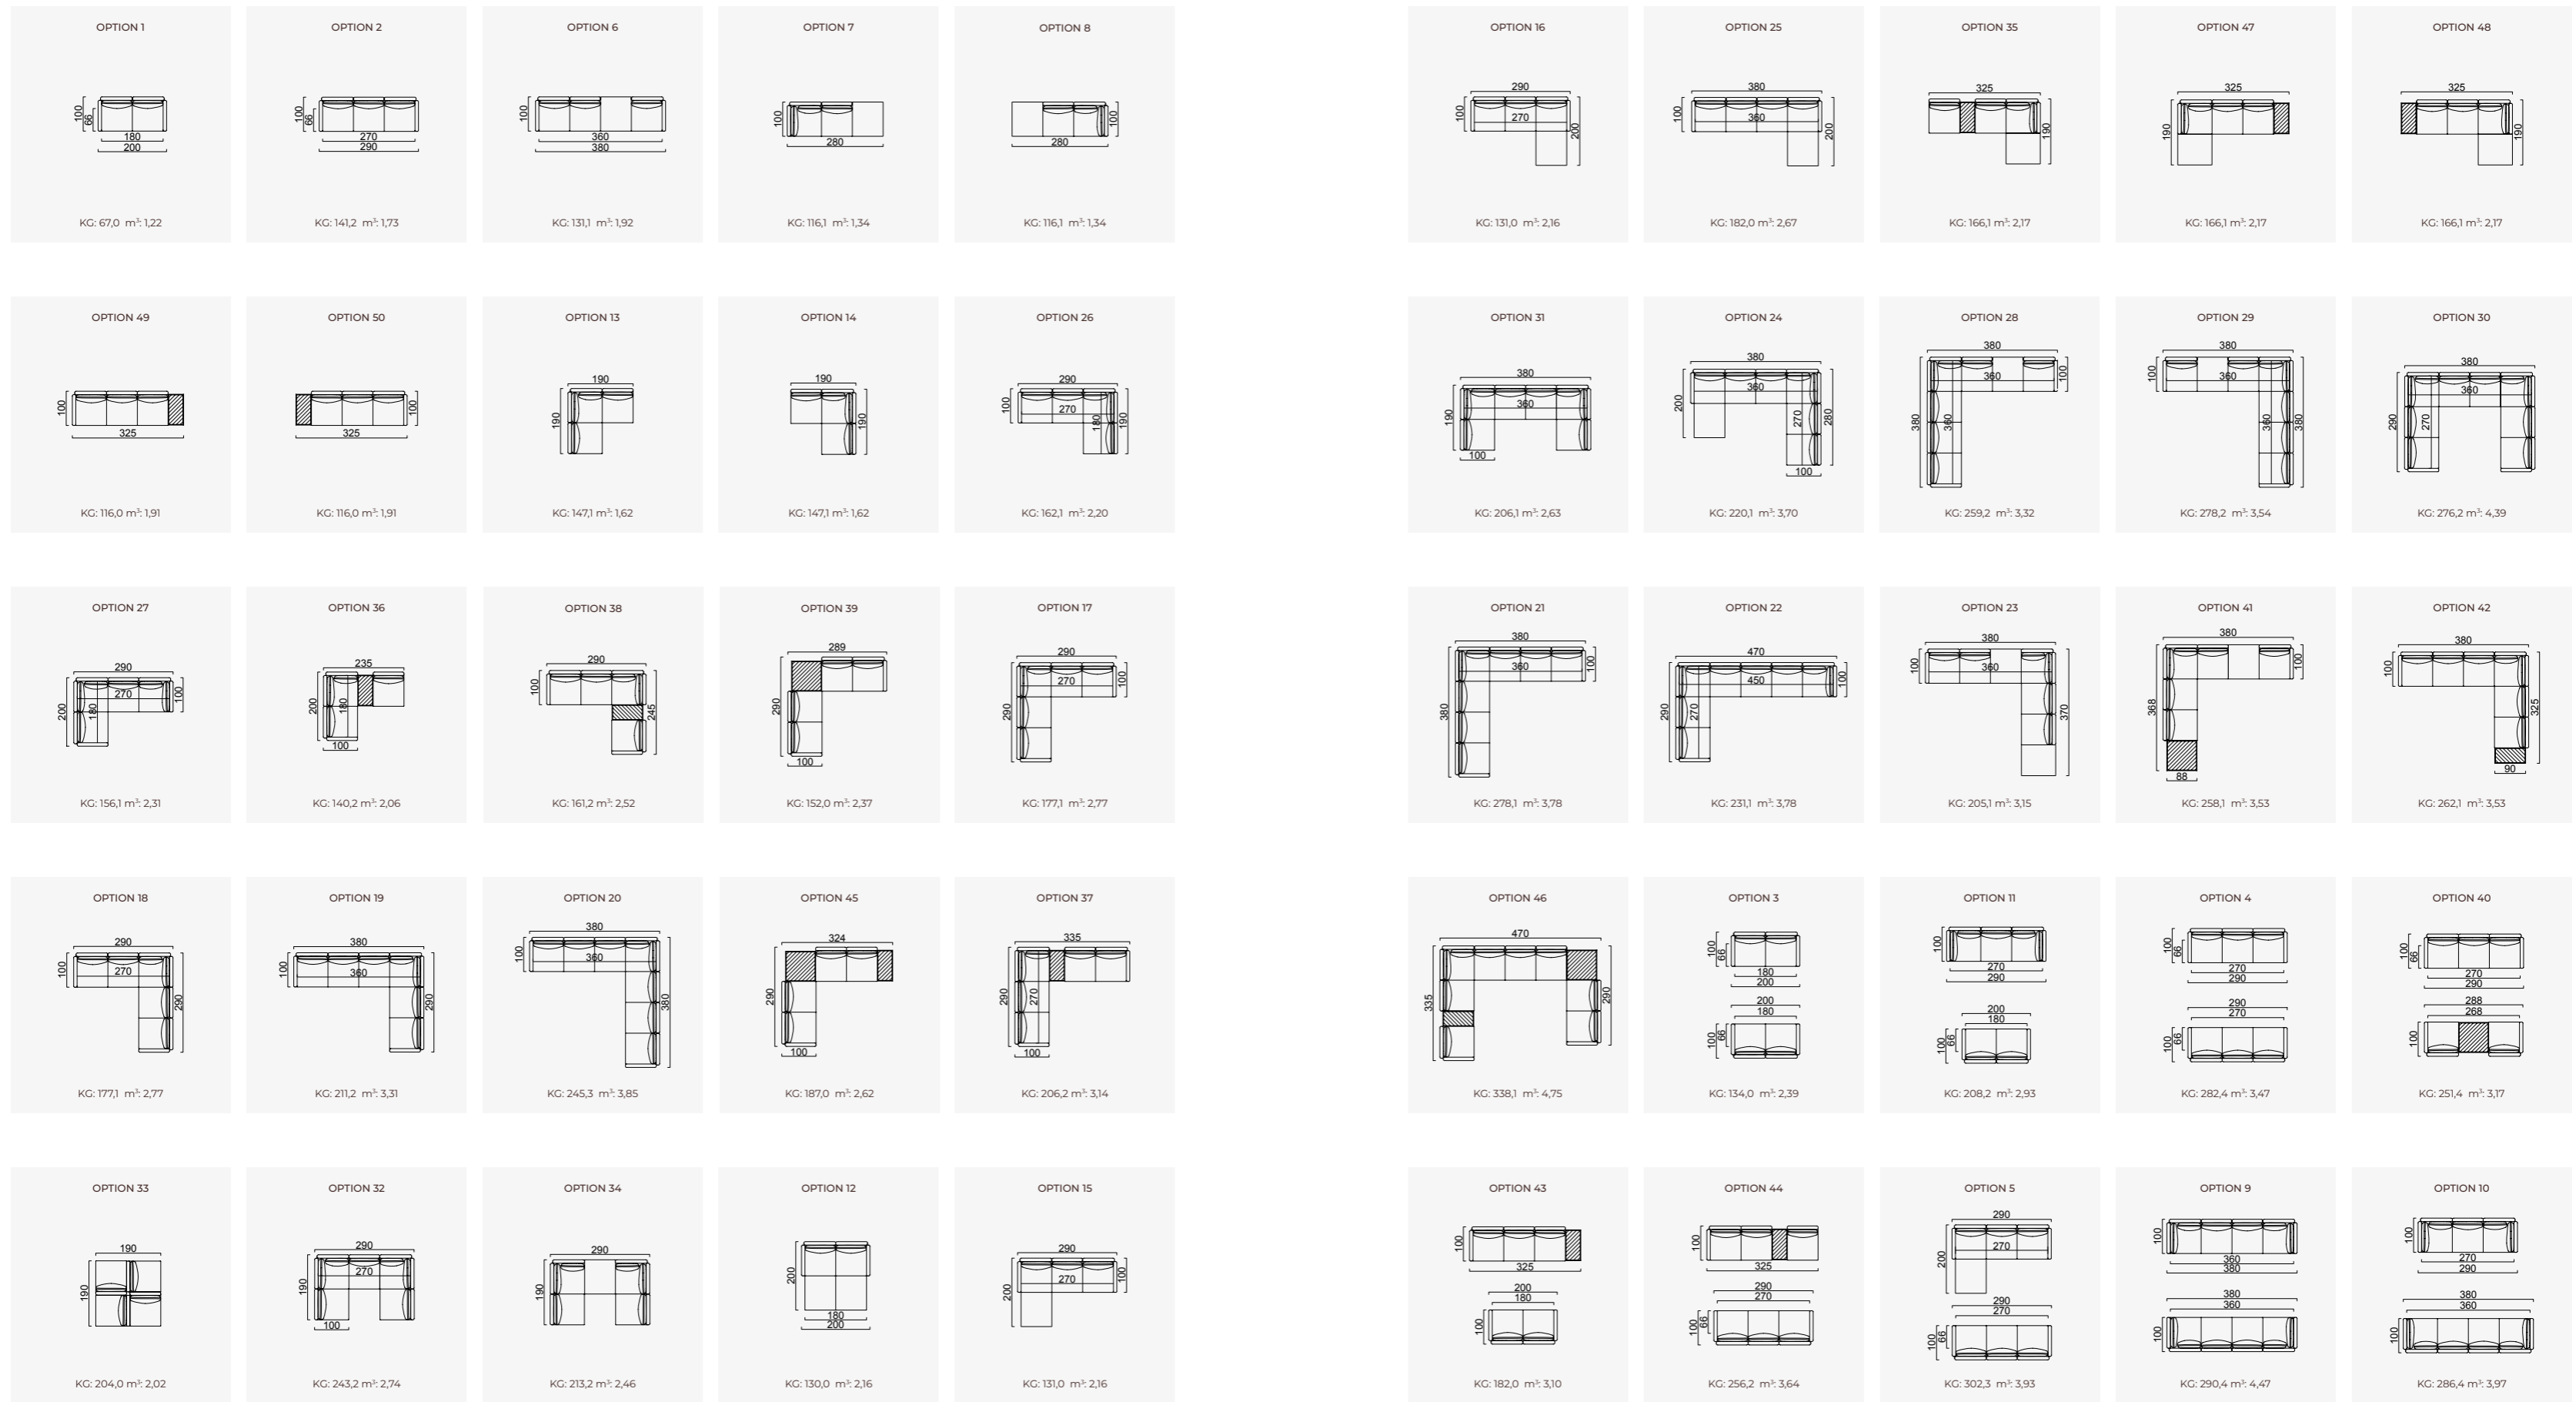 OPTION 1
100
66
180
200
KG: 67,0 m³: 1,22
OPTION 2
100
66
270
290
KG: 141,2 m³: 1,73
OPTION 6
100
360
380
KG: 131,1 m³: 1,92
OPTION 7
100
280
KG: 116,1 m³: 1,34
OPTION 8
100
280
KG: 116,1 m³: 1,34
OPTION 16
290
100
270
200
KG: 131,0 m³: 2,16
OPTION 25
380
100
360
200
KG: 182,0 m³: 2,67
OPTION 35
325
190
KG: 166,1 m³: 2,17
OPTION 47
325
190
KG: 166,1 m³: 2,17
OPTION 48
325
190
KG: 166,1 m³: 2,17
OPTION 49
100
325
KG: 116,0 m³: 1,91
OPTION 50
100
325
KG: 116,0 m³: 1,91
OPTION 13
190
190
KG: 147,1 m³: 1,62
OPTION 14
190
190
KG: 147,1 m³: 1,62
OPTION 26
290
100
270
180
190
KG: 162,1 m³: 2,20
OPTION 31
380
360
190
100
KG: 206,1 m³: 2,63
OPTION 24
380
360
200
270
280
100
KG: 220,1 m³: 3,70
OPTION 28
380
360
100
380
360
KG: 259,2 m³: 3,32
OPTION 29
380
100
360
360
380
KG: 278,2 m³: 3,54
OPTION 30
380
360
290
270
KG: 276,2 m³: 4,39
OPTION 27
290
270
100
200
180
KG: 156,1 m³: 2,31
OPTION 36
235
200
180
100
KG: 140,2 m³: 2,06
OPTION 38
290
100
245
KG: 161,2 m³: 2,52
OPTION 39
289
290
100
KG: 152,0 m³: 2,37
OPTION 17
290
270
100
290
KG: 177,1 m³: 2,77
OPTION 21
380
360
100
380
KG: 278,1 m³: 3,78
OPTION 22
470
450
100
290
270
KG: 231,1 m³: 3,78
OPTION 23
380
100
360
370
KG: 205,1 m³: 3,15
OPTION 41
380
100
368
88
KG: 258,1 m³: 3,53
OPTION 42
380
100
325
90
KG: 262,1 m³: 3,53
OPTION 18
290
100
270
290
KG: 177,1 m³: 2,77
OPTION 19
380
100
360
290
KG: 211,2 m³: 3,31
OPTION 20
380
100
360
380
KG: 245,3 m³: 3,85
OPTION 45
324
290
100
KG: 187,0 m³: 2,62
OPTION 37
335
290
270
100
KG: 206,2 m³: 3,14
OPTION 46
470
335
290
KG: 338,1 m³: 4,75
OPTION 3
100
66
180
200
200
180
100
66
KG: 134,0 m³: 2,39
OPTION 11
100
270
290
200
180
100
66
KG: 208,2 m³: 2,93
OPTION 4
100
66
270
290
290
270
100
66
KG: 282,4 m³: 3,47
OPTION 40
100
66
270
290
288
268
100
KG: 251,4 m³: 3,17
OPTION 33
190
190
KG: 204,0 m³: 2,02
OPTION 32
290
270
190
100
KG: 243,2 m³: 2,74
OPTION 34
290
190
KG: 213,2 m³: 2,46
OPTION 12
200
180
200
KG: 130,0 m³: 2,16
OPTION 15
290
270
100
200
KG: 131,0 m³: 2,16
OPTION 43
100
325
200
180
100
KG: 182,0 m³: 3,10
OPTION 44
100
325
290
270
100
66
KG: 256,2 m³: 3,64
OPTION 5
290
270
200
290
270
100
66
KG: 302,3 m³: 3,93
OPTION 9
100
360
380
380
360
100
KG: 290,4 m³: 4,47
OPTION 10
100
270
290
380
360
100
KG: 286,4 m³: 3,97